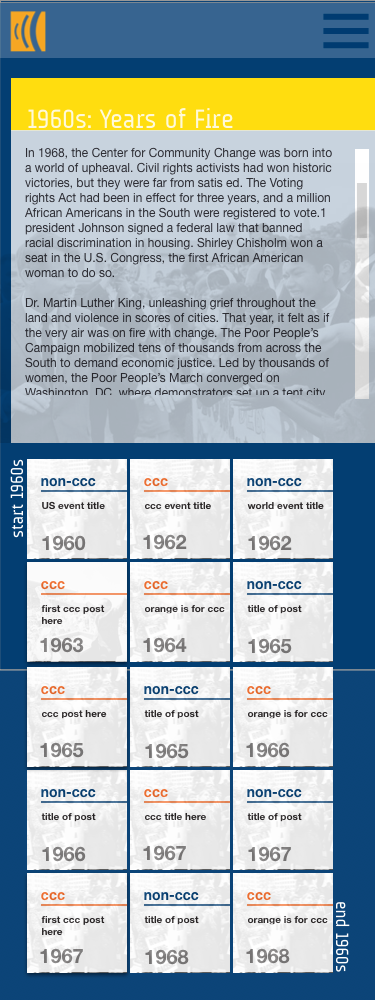 1960s: Years of Fire
In 1968, the Center for Community Change was born into
a world of upheaval. Civil rights activists had won historic
victories, but they were far from satis ed. The Voting
rights Act had been in effect for three years, and a million
African Americans in the South were registered to vote.1
president Johnson signed a federal law that banned
racial discrimination in housing. Shirley Chisholm won a
seat in the U.S. Congress, the first African American
woman to do so.
Dr. Martin Luther King, unleashing grief throughout the
land and violence in scores of cities. That year, it felt as if
the very air was on fire with change. The Poor People's
Campaign mobilized tens of thousands from across the
South to demand economic justice. Led by thousands of
women, the Poor People's March converged on
Washington, DC, where demonstrators set up a tent city
start 1960s
non-ccc
US event title
1960
ccc
ccc event title
1962
non-ccc
world event title
1962
ccc
first ccc post
here
1963
ccc
orange is for ccc
1964
non-ccc
title of post
1965
ccc
ccc post here
1965
non-ccc
title of post
1965
ccc
orange is for ccc
1966
non-ccc
title of post
1966
ccc
ccc title here
1967
non-ccc
title of post
1967
ccc
first ccc post
here
1967
non-ccc
title of post
1968
ccc
orange is for ccc
1968
end 1960s